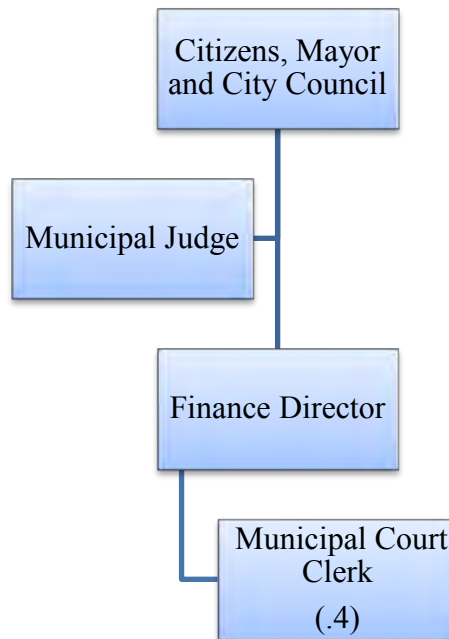 Citizens, Mayor
and City Council
Municipal Judge
Finance Director
Municipal Court
Clerk
(.4)